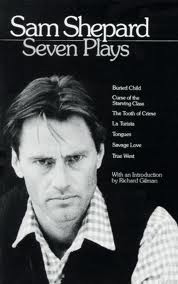 Sam Shepard
Seven Plays
Buried Child
Curse of the
Starving Class
The Tooth of Crime
La Turista
Tongues
Savage Love
True West
With an Introduction
by Richard Gilman